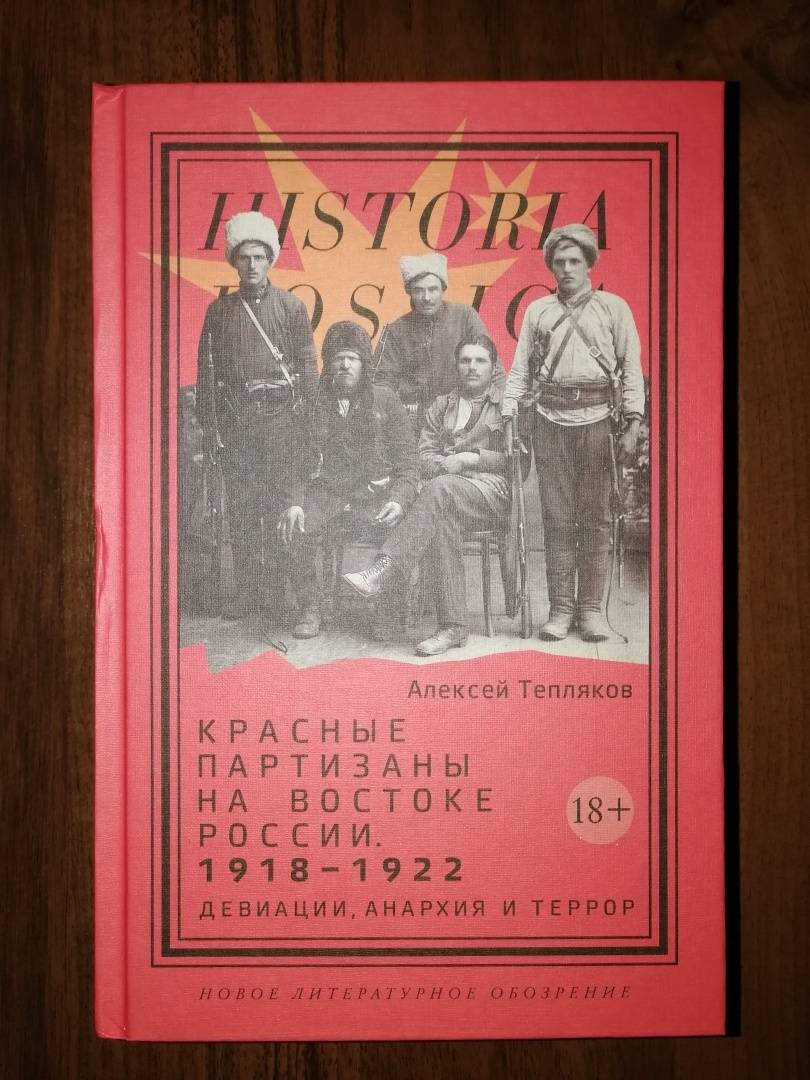 HISTORIA
Алексей Тепляков
КРАСНЫЕ
ПАРТИЗАНЫ
НА ВОСТОКЕ
РОССИИ.
1918–1922
18+
ДЕВИАЦИИ, АНАРХИЯ И ТЕРРОР
НОВОЕ ЛИТЕРАТУРНОЕ ОБОЗРЕНИЕ